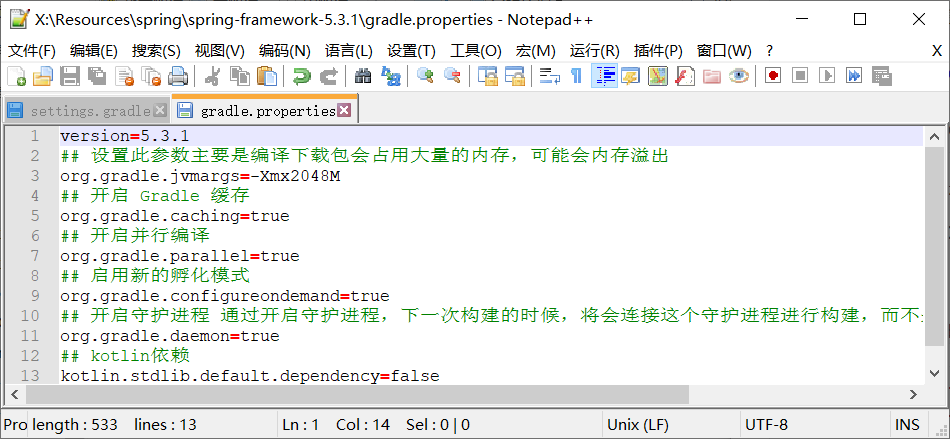 X:\Resources\spring\spring-framework-5.3.1\gradle.properties - Notepad++
文件(F) 编辑(E) 搜索(S) 视图(V) 编码(N) 语言(L) 设置(T) 工具(O) 宏(M) 运行(R) 插件(P) 窗口(W) ? X
settings.gradle gradle.properties
1 version=5.3.1
2 ## 设置此参数主要是编译下载包会占用大量的内存，可能会内存溢出
3 org.gradle.jvmargs=-Xmx2048M
4 ## 开启 Gradle 缓存
5 org.gradle.caching=true
6 ## 开启并行编译
7 org.gradle.parallel=true
8 ## 启用新的孵化模式
9 org.gradle.configureondemand=true
10 ## 开启守护进程 通过开启守护进程，下一次构建的时候，将会连接这个守护进程进行构建，而不
11 org.gradle.daemon=true
12 ## kotlin依赖
13 kotlin.stdlib.default.dependency=false
Pro length : 533 lines : 13 Ln : 1 Col : 14 Sel : 0 | 0 Unix (LF) UTF-8 INS